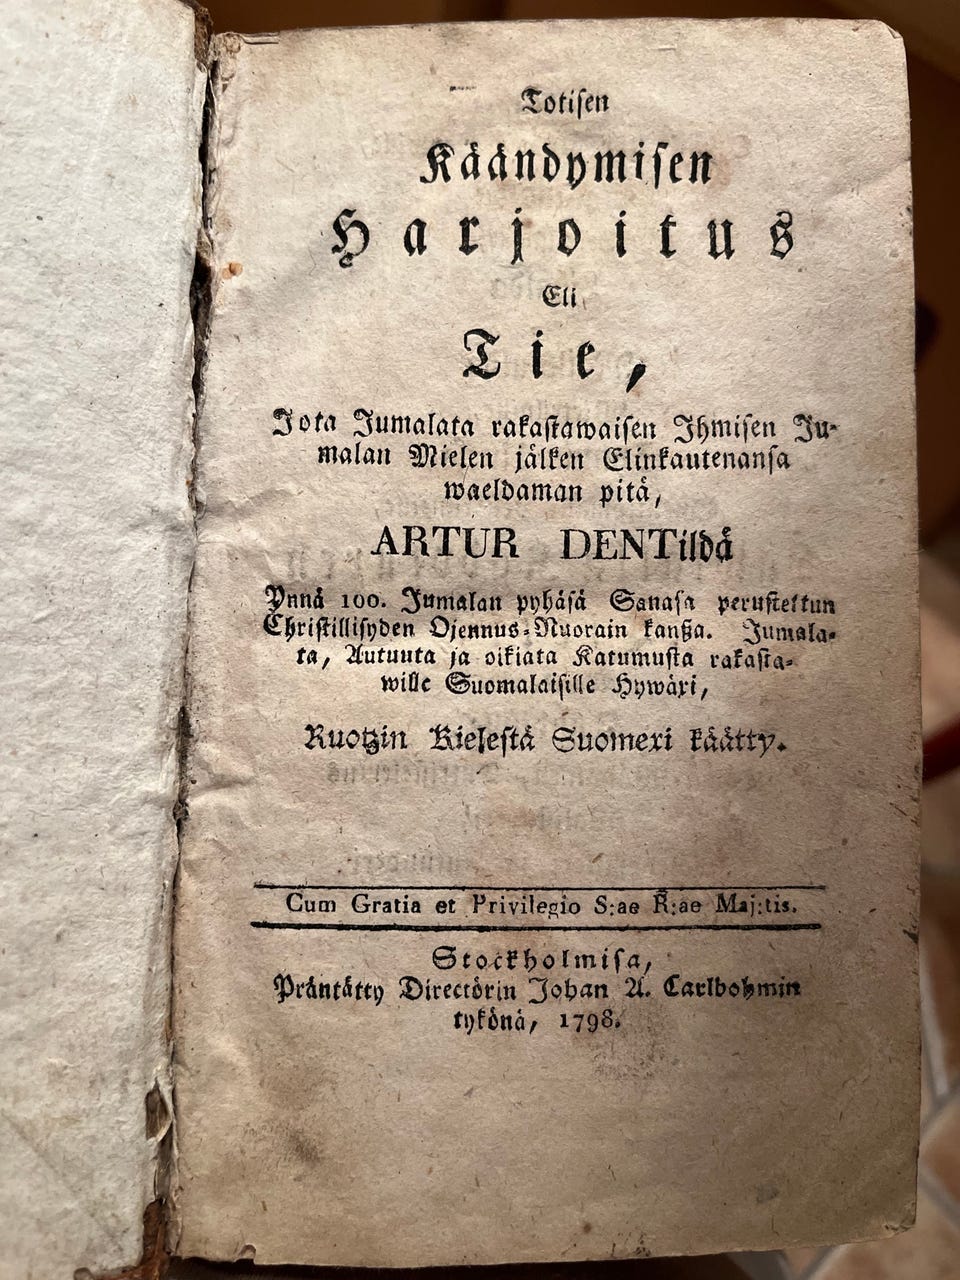 Totisen
Käändymisen
Harjoitus
Eli
Tie,
Jota Jumalata rakastawaisen Ihmisen Ju-
malan Mielen jälken Elinkautenansa
waeldaman pitä,
ARTUR DENTildä
Ynnä 100. Jumalan pyhäsä Sanasa perustettun
Christillisyden Ojennus-Nuorain kanßa. Jumala-
ta, Autuutta ja oikiata Katumusta rakasta-
wille Suomalaisille Hywäxi,
Ruotzin Kielestä Suomexi käätty.
Cum Gratia et Privilegio S:ae R:ae Maj:tis.
Stockholmisa,
Präntätty Directörin Johan A. Carlbohmin
tykönä, 1798.